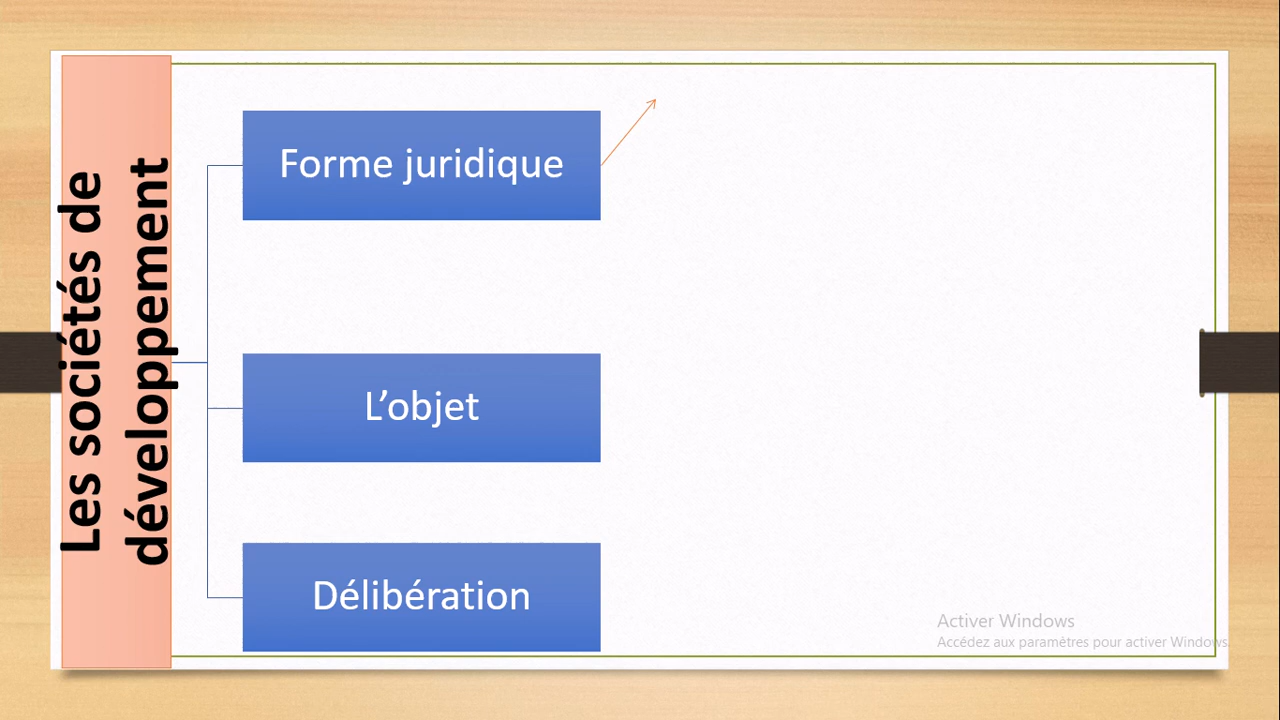 Les sociétés de
développement
Forme juridique
L’objet
Délibération
Activer Windows
Accédez aux paramètres pour activer Windows.